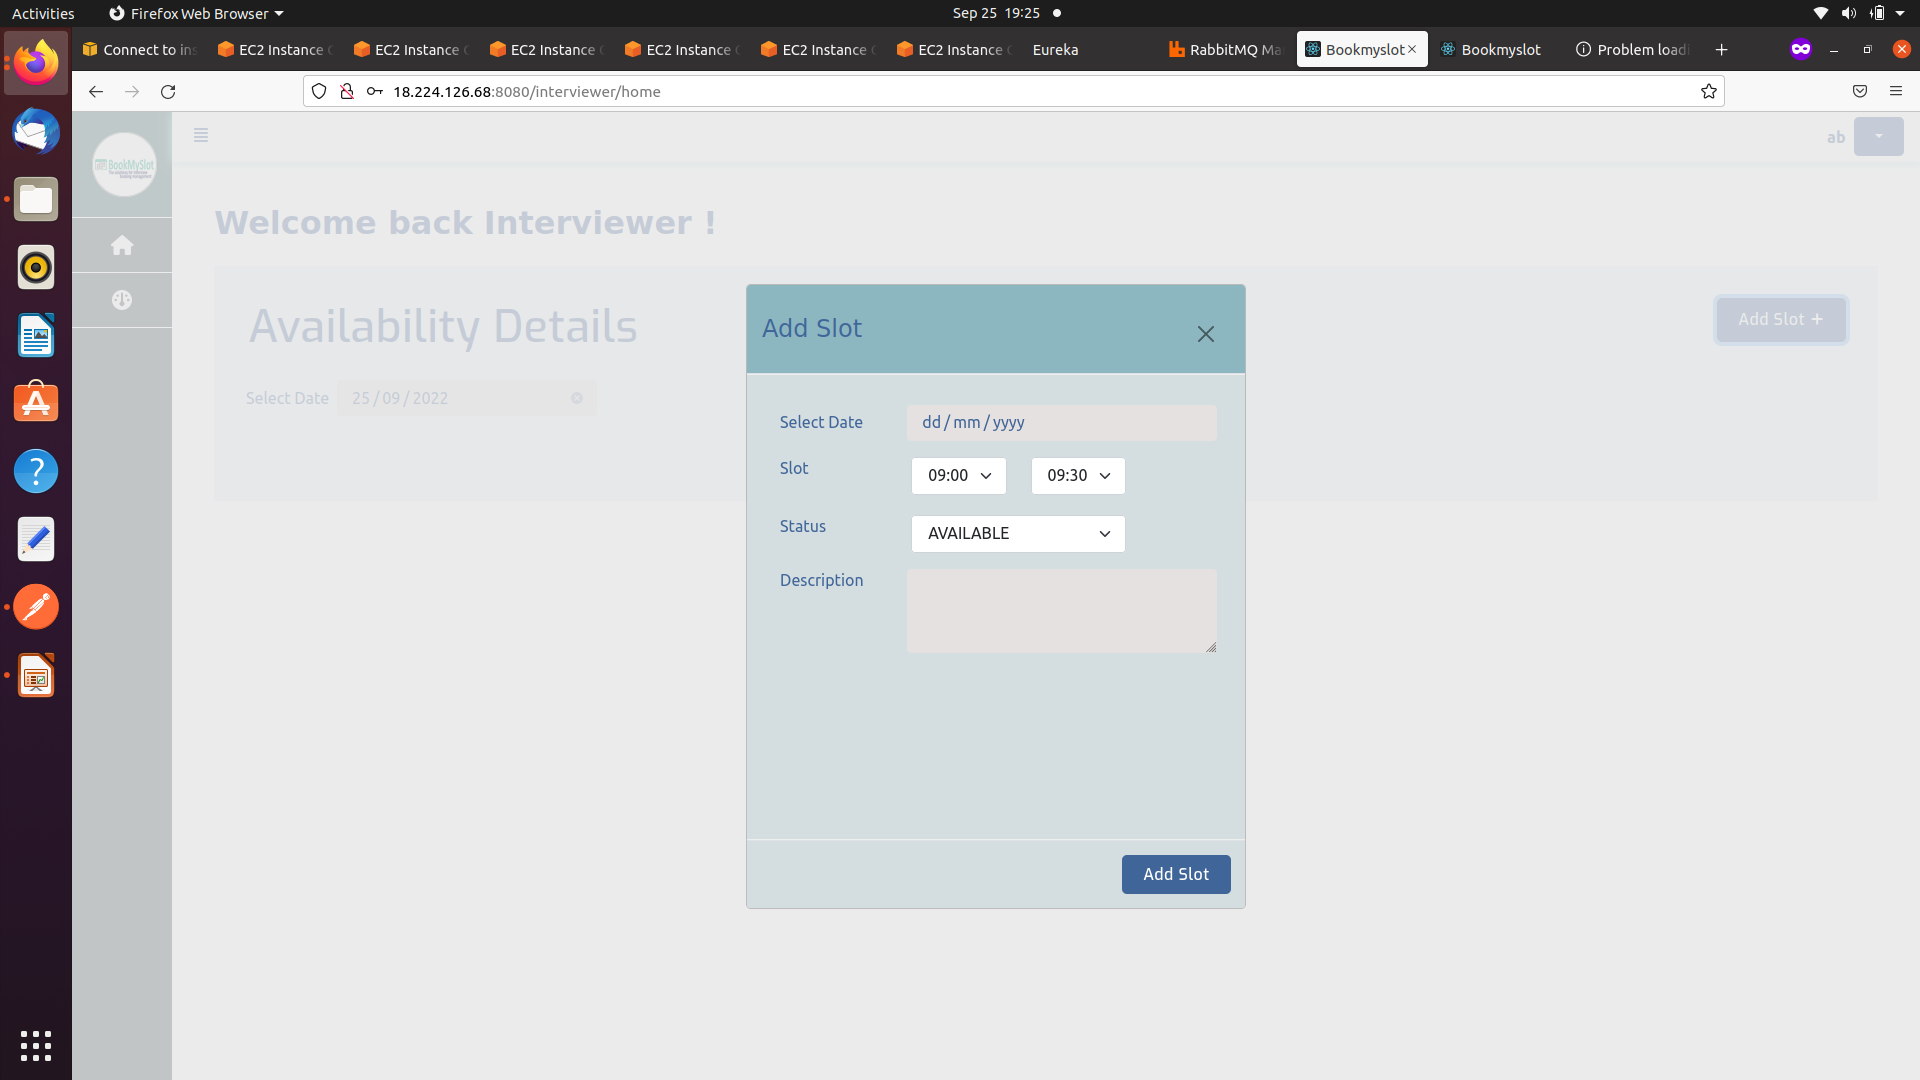 Activities
Firefox Web Browser
Sep 25 19:25
Connect to ins
EC2 Instance C
EC2 Instance C
EC2 Instance C
EC2 Instance C
EC2 Instance C
EC2 Instance C
Eureka
RabbitMQ Ma
Bookmyslot
Bookmyslot
Problem loadi
18.224.126.68:8080/interviewer/home
BookMySlot
ab
Welcome back Interviewer !
Availability Details
Add Slot +
Select Date 25 / 09 / 2022
Add Slot
Select Date dd / mm / yyyy
Slot 09:00 09:30
Status AVAILABLE
Description
Add Slot